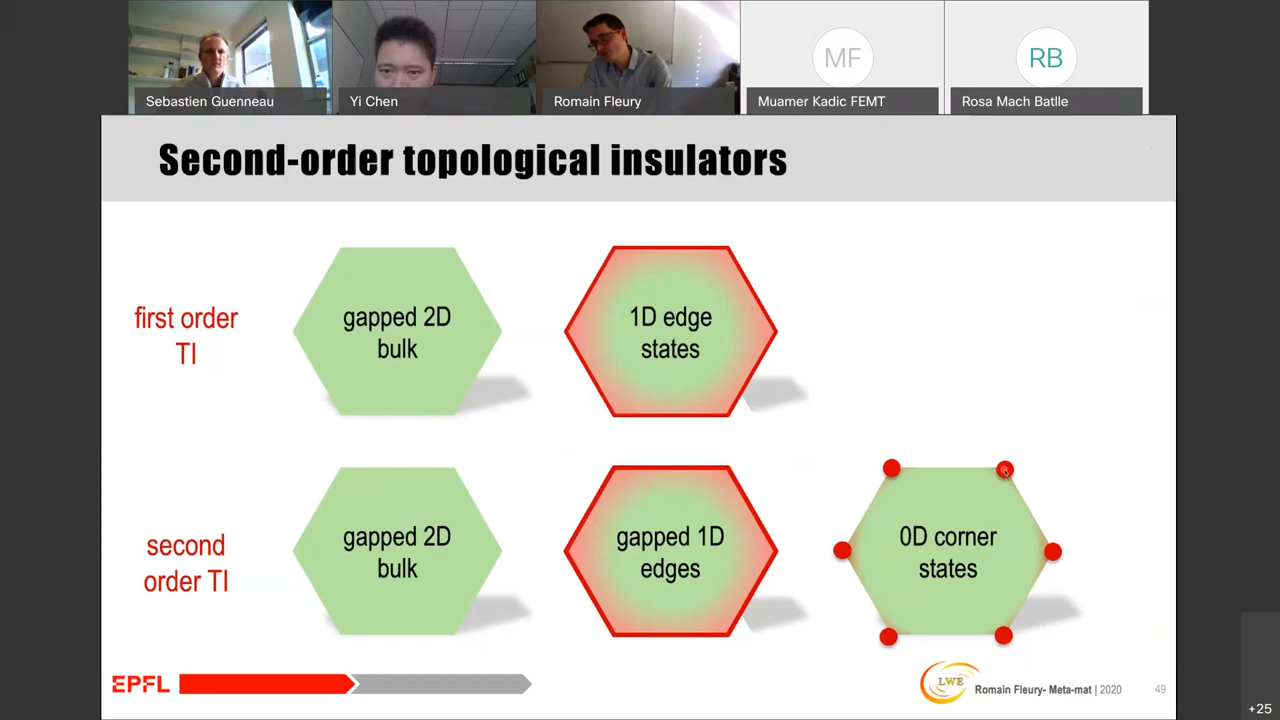 MF
RB
Sebastien Guenneau
Yi Chen
Romain Fleury
Muamer Kadic FEMT
Rosa Mach Batlle
Second-order topological insulators
first order
TI
gapped 2D
bulk
1D edge
states
second
order TI
gapped 2D
bulk
gapped 1D
edges
0D corner
states
EPFL
LWE
Romain Fleury- Meta-mat | 2020
49
+25